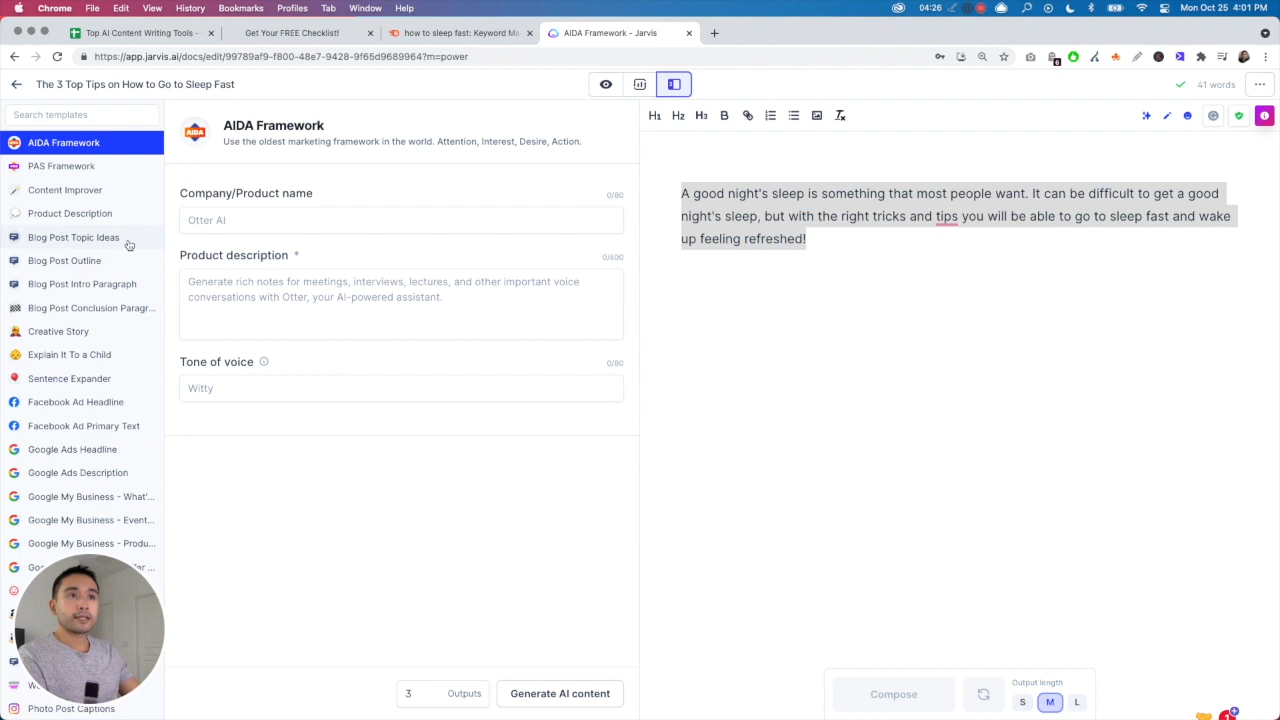 Chrome File Edit View History Bookmarks Profiles Tab Window Help
04:26
Mon Oct 25 4:01 PM
Top AI Content Writing Tools -
Get Your FREE Checklist!
how to sleep fast: Keyword Ma
AIDA Framework - Jarvis
https://app.jarvis.ai/docs/edit/99789af9-f800-48e7-9428-9f65d9689964?m=power
The 3 Top Tips on How to Go to Sleep Fast
41 words
Search templates
AIDA Framework
PAS Framework
Content Improver
Product Description
Blog Post Topic Ideas
Blog Post Outline
Blog Post Intro Paragraph
Blog Post Conclusion Paragr...
Creative Story
Explain It To a Child
Sentence Expander
Facebook Ad Headline
Facebook Ad Primary Text
Google Ads Headline
Google Ads Description
Google My Business - What'...
Google My Business - Event...
Google My Business - Produ...
Photo Post Captions
AIDA
AIDA Framework
Use the oldest marketing framework in the world. Attention, Interest, Desire, Action.
Company/Product name
0/80
Otter AI
Product description *
0/600
Generate rich notes for meetings, interviews, lectures, and other important voice
conversations with Otter, your AI-powered assistant.
Tone of voice
0/80
Witty
3 Outputs
Generate AI content
H1 H2 H3 B
A good night's sleep is something that most people want. It can be difficult to get a good
night's sleep, but with the right tricks and tips you will be able to go to sleep fast and wake
up feeling refreshed!
Compose
Output length
S M L